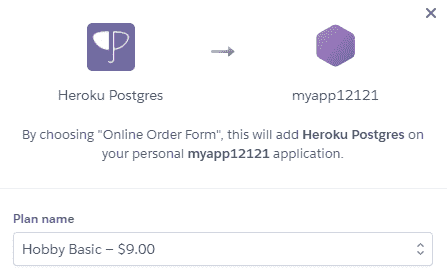 Heroku Postgres
myapp12121
By choosing "Online Order Form", this will add Heroku Postgres on
your personal myapp12121 application.
Plan name
Hobby Basic – $9.00